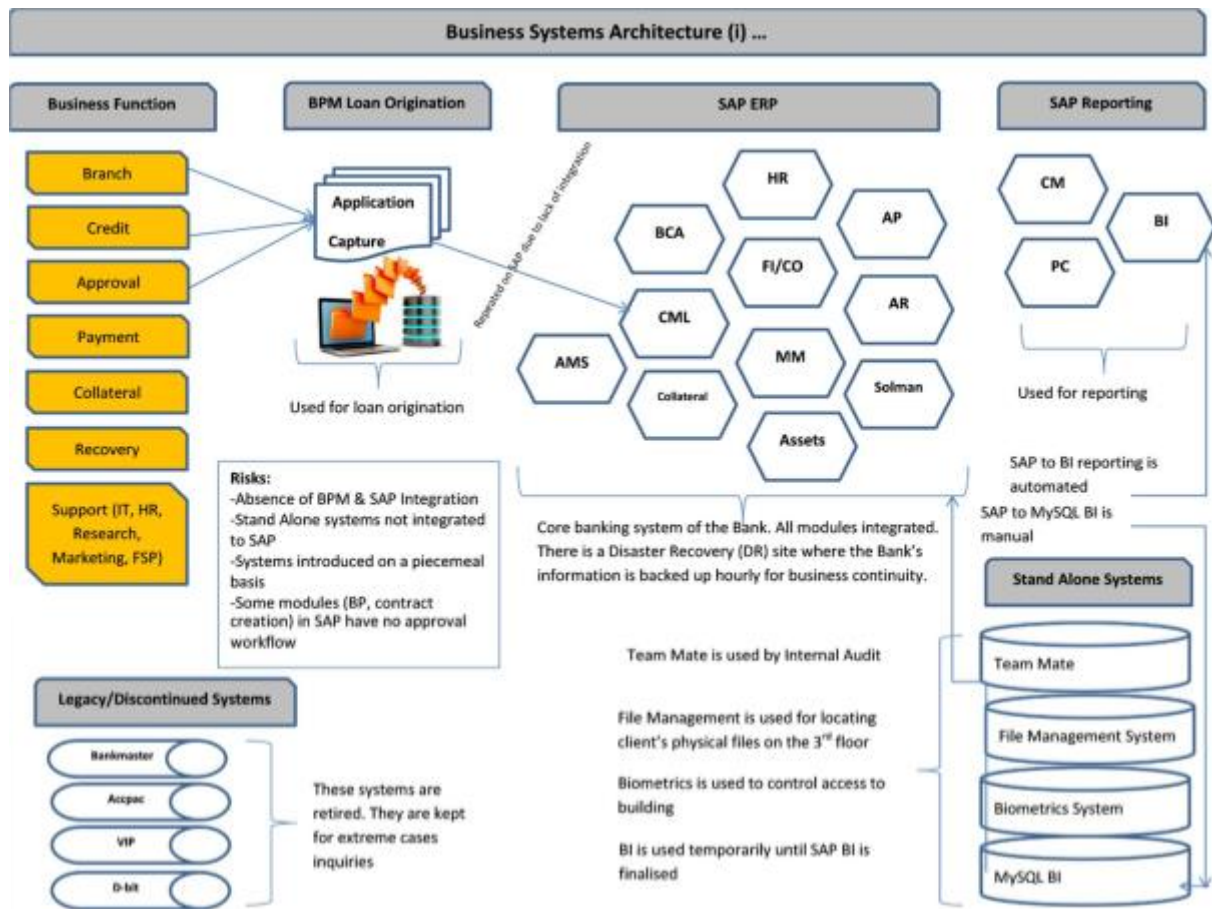 Business Systems Architecture (i) ...
Business Function
BPM Loan Origination
SAP ERP
SAP Reporting
Branch
Credit
Approval
Payment
Collateral
Recovery
Support (IT, HR,
Research,
Marketing, FSP)
Application
Capture
Used for loan origination
Repeated on SAP due to lack of integration
HR
AP
BCA
FI/CO
AR
CML
MM
AMS
Collateral
Solman
Assets
CM
BI
PC
Used for reporting
SAP to BI reporting is
automated
SAP to MySQL BI is
manual
Risks:
-Absence of BPM & SAP Integration
-Stand Alone systems not integrated
to SAP
-Systems introduced on a piecemeal
basis
-Some modules (BP, contract
creation) in SAP have no approval
workflow
Core banking system of the Bank. All modules integrated.
There is a Disaster Recovery (DR) site where the Bank's
information is backed up hourly for business continuity.
Stand Alone Systems
Team Mate is used by Internal Audit
File Management is used for locating
client's physical files on the 3rd floor
Biometrics is used to control access to
building
BI is used temporarily until SAP BI is
finalised
Team Mate
File Management System
Biometrics System
MySQL BI
Legacy/Discontinued Systems
Bankmaster
Accpac
VIP
D-bit
These systems are
retired. They are kept
for extreme cases
inquiries